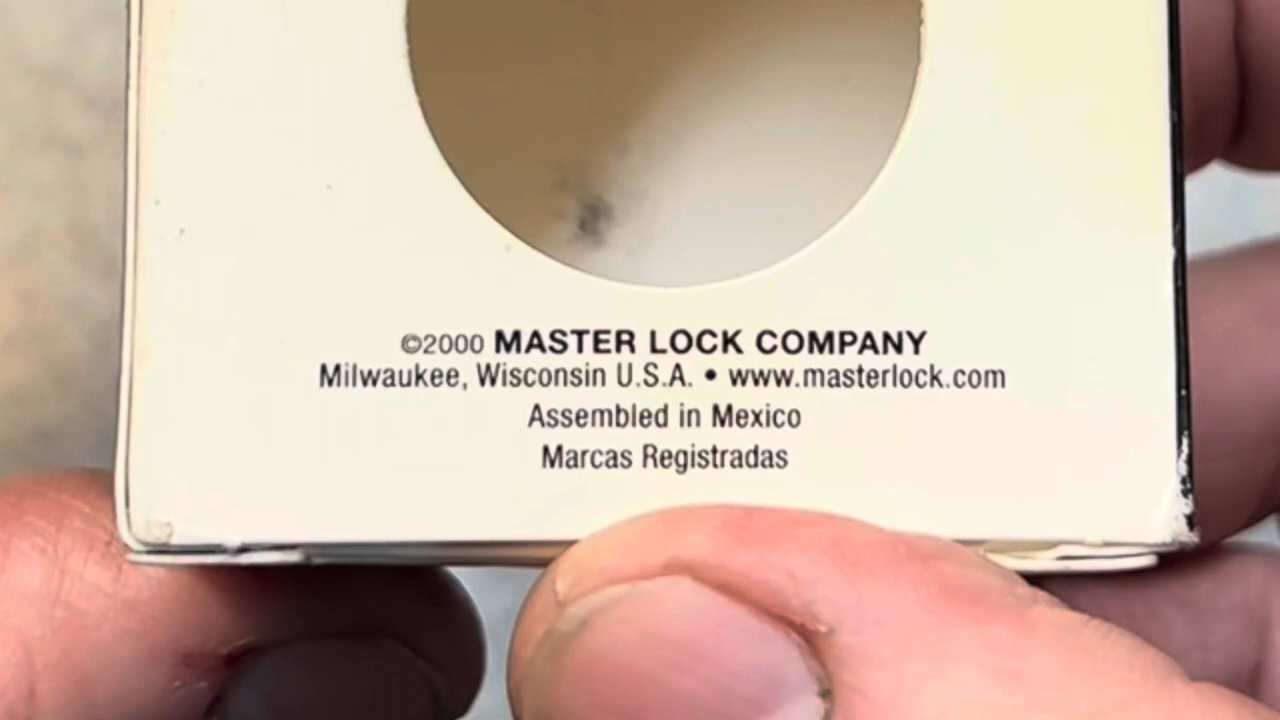 ©2000 MASTER LOCK COMPANY
Milwaukee, Wisconsin U.S.A. • www.masterlock.com
Assembled in Mexico
Marcas Registradas